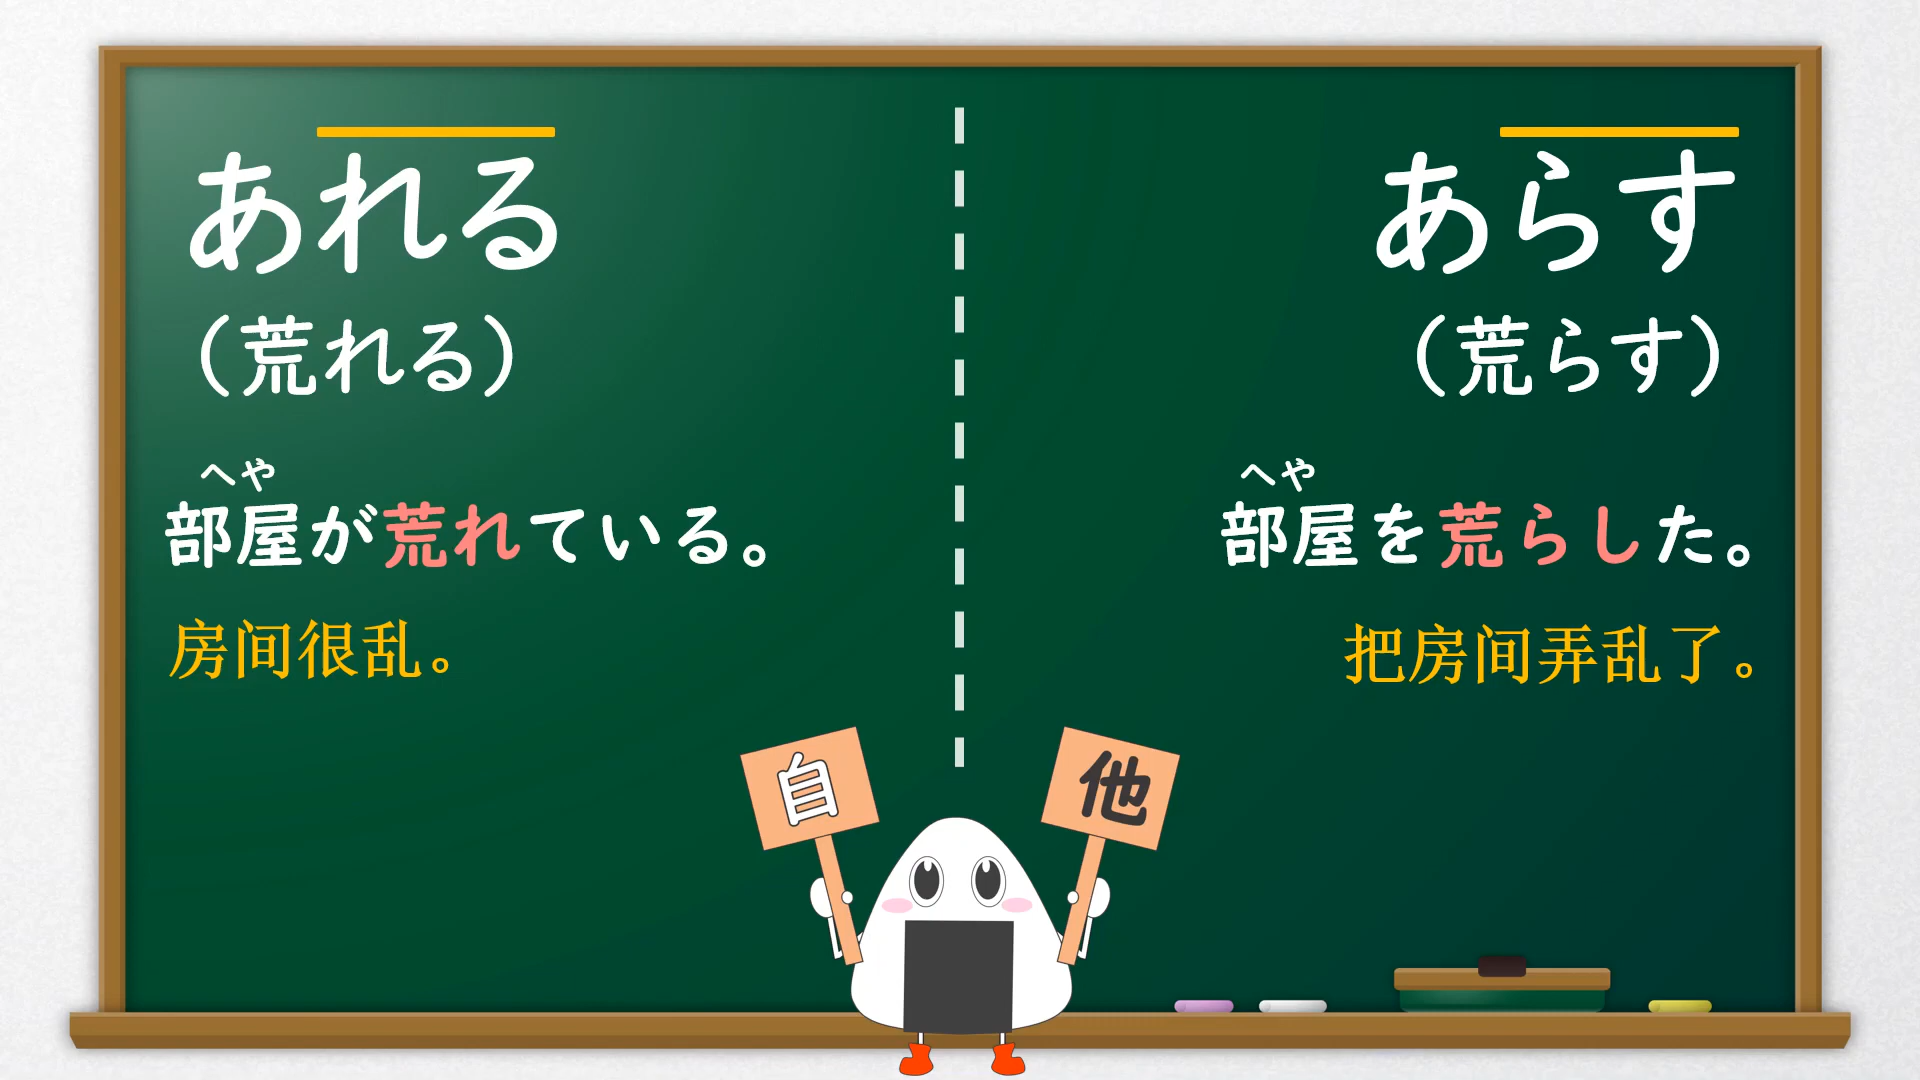 あれる
（荒れる）
へや
部屋が荒れている。
房间很乱。
あらす
（荒らす）
へや
部屋を荒らした。
把房间弄乱了。
自
他